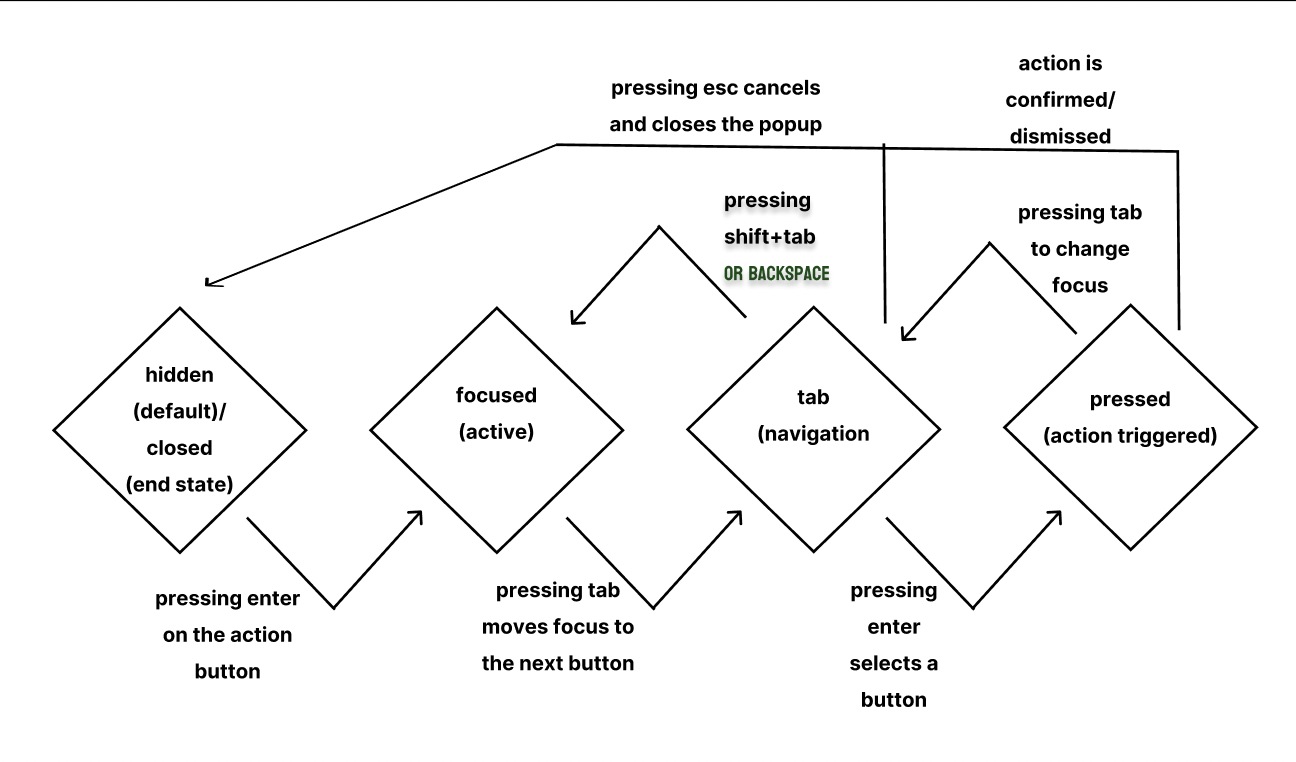 action is
confirmed/
dismissed
pressing esc cancels
and closes the popup
pressing
shift+tab
OR BACKSPACE
pressing tab
to change
focus
hidden
(default)/
closed
(end state)
focused
(active)
tab
(navigation
pressed
(action triggered)
pressing enter
on the action
button
pressing tab
moves focus to
the next button
pressing
enter
selects a
button